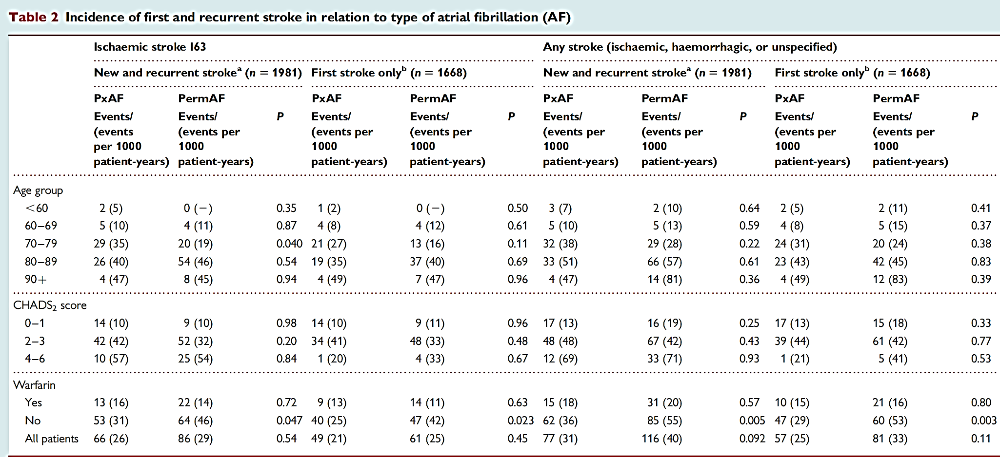 Table 2 Incidence of first and recurrent stroke in relation to type of atrial fibrillation (AF)
Ischaemic stroke I63 Any stroke (ischaemic, haemorrhagic, or unspecified)
New and recurrent strokeᵃ (n = 1981) First stroke onlyᵇ (n = 1668) New and recurrent strokeᵃ (n = 1981) First stroke onlyᵇ (n = 1668)
PxAF PermAF PxAF PermAF PxAF PermAF PxAF PermAF
Events/ Events/ P Events/ Events/ P Events/ Events/ P Events/ Events/ P
(events (events per (events per (events per (events per (events per (events per (events per
per 1000 1000 1000 1000 1000 1000 1000 1000
patient-years) patient-years) patient-years) patient-years) patient-years) patient-years) patient-years) patient-years)
Age group
<60 2 (5) 0 (−) 0.35 1 (2) 0 (−) 0.50 3 (7) 2 (10) 0.64 2 (5) 2 (11) 0.41
60–69 5 (10) 4 (11) 0.87 4 (8) 4 (12) 0.61 5 (10) 5 (13) 0.59 4 (8) 5 (15) 0.37
70–79 29 (35) 20 (19) 0.040 21 (27) 13 (16) 0.11 32 (38) 29 (28) 0.22 24 (31) 20 (24) 0.38
80–89 26 (40) 54 (46) 0.54 19 (35) 37 (40) 0.69 33 (51) 66 (57) 0.61 23 (43) 42 (45) 0.83
90+ 4 (47) 8 (45) 0.94 4 (49) 7 (47) 0.96 4 (47) 14 (81) 0.36 4 (49) 12 (83) 0.39
CHADS₂ score
0–1 14 (10) 9 (10) 0.98 14 (10) 9 (11) 0.96 17 (13) 16 (19) 0.25 17 (13) 15 (18) 0.33
2–3 42 (42) 52 (32) 0.20 34 (41) 48 (33) 0.48 48 (48) 67 (42) 0.43 39 (44) 61 (42) 0.77
4–6 10 (57) 25 (54) 0.84 1 (20) 4 (33) 0.67 12 (69) 33 (71) 0.93 1 (21) 5 (41) 0.53
Warfarin
Yes 13 (16) 22 (14) 0.72 9 (13) 14 (11) 0.63 15 (18) 31 (20) 0.57 10 (15) 21 (16) 0.80
No 53 (31) 64 (46) 0.047 40 (25) 47 (42) 0.023 62 (36) 85 (55) 0.005 47 (29) 60 (53) 0.003
All patients 66 (26) 86 (29) 0.54 49 (21) 61 (25) 0.45 77 (31) 116 (40) 0.092 57 (25) 81 (33) 0.11